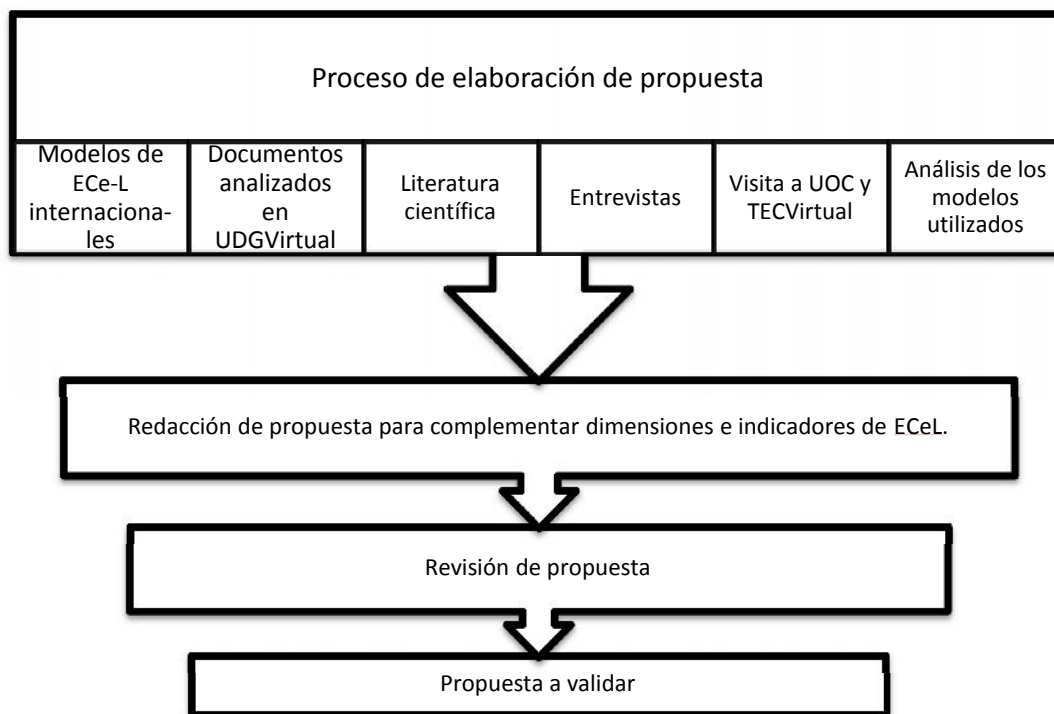 Proceso de elaboración de propuesta
Modelos de
ECe-L
internaciona-
les
Documentos
analizados
en
UDGVirtual
Literatura
científica
Entrevistas
Visita a UOC y
TECVirtual
Análisis de los
modelos
utilizados
Redacción de propuesta para complementar dimensiones e indicadores de ECeL.
Revisión de propuesta
Propuesta a validar